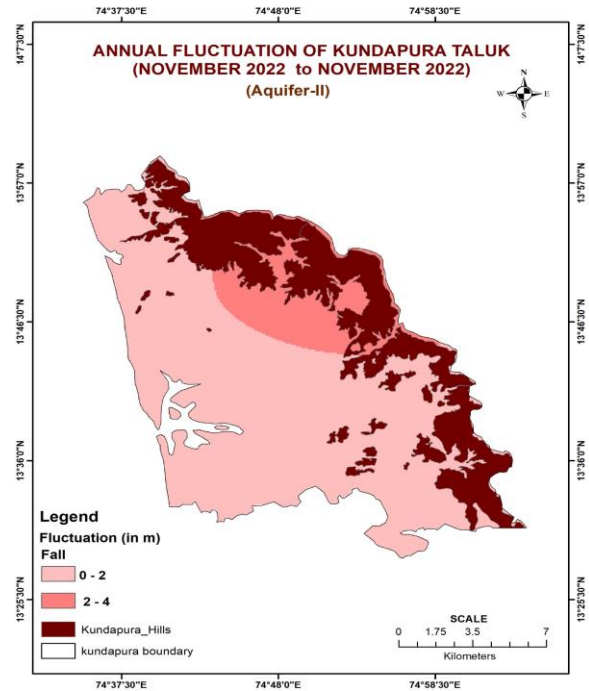 74°37'30"E 74°48'0"E 74°58'30"E
ANNUAL FLUCTUATION OF KUNDAPURA TALUK
(NOVEMBER 2022 to NOVEMBER 2022)
(Aquifer-II)
N
W E
S
14°7'30"N 14°7'30"N
13°57'0"N 13°57'0"N
13°46'30"N 13°46'30"N
13°36'0"N 13°36'0"N
13°25'30"N 13°25'30"N
Legend
Fluctuation (in m)
Fall
0 - 2
2 - 4
Kundapura_Hills
kundapura boundary
SCALE
0 1.75 3.5 7
Kilometers
74°37'30"E 74°48'0"E 74°58'30"E